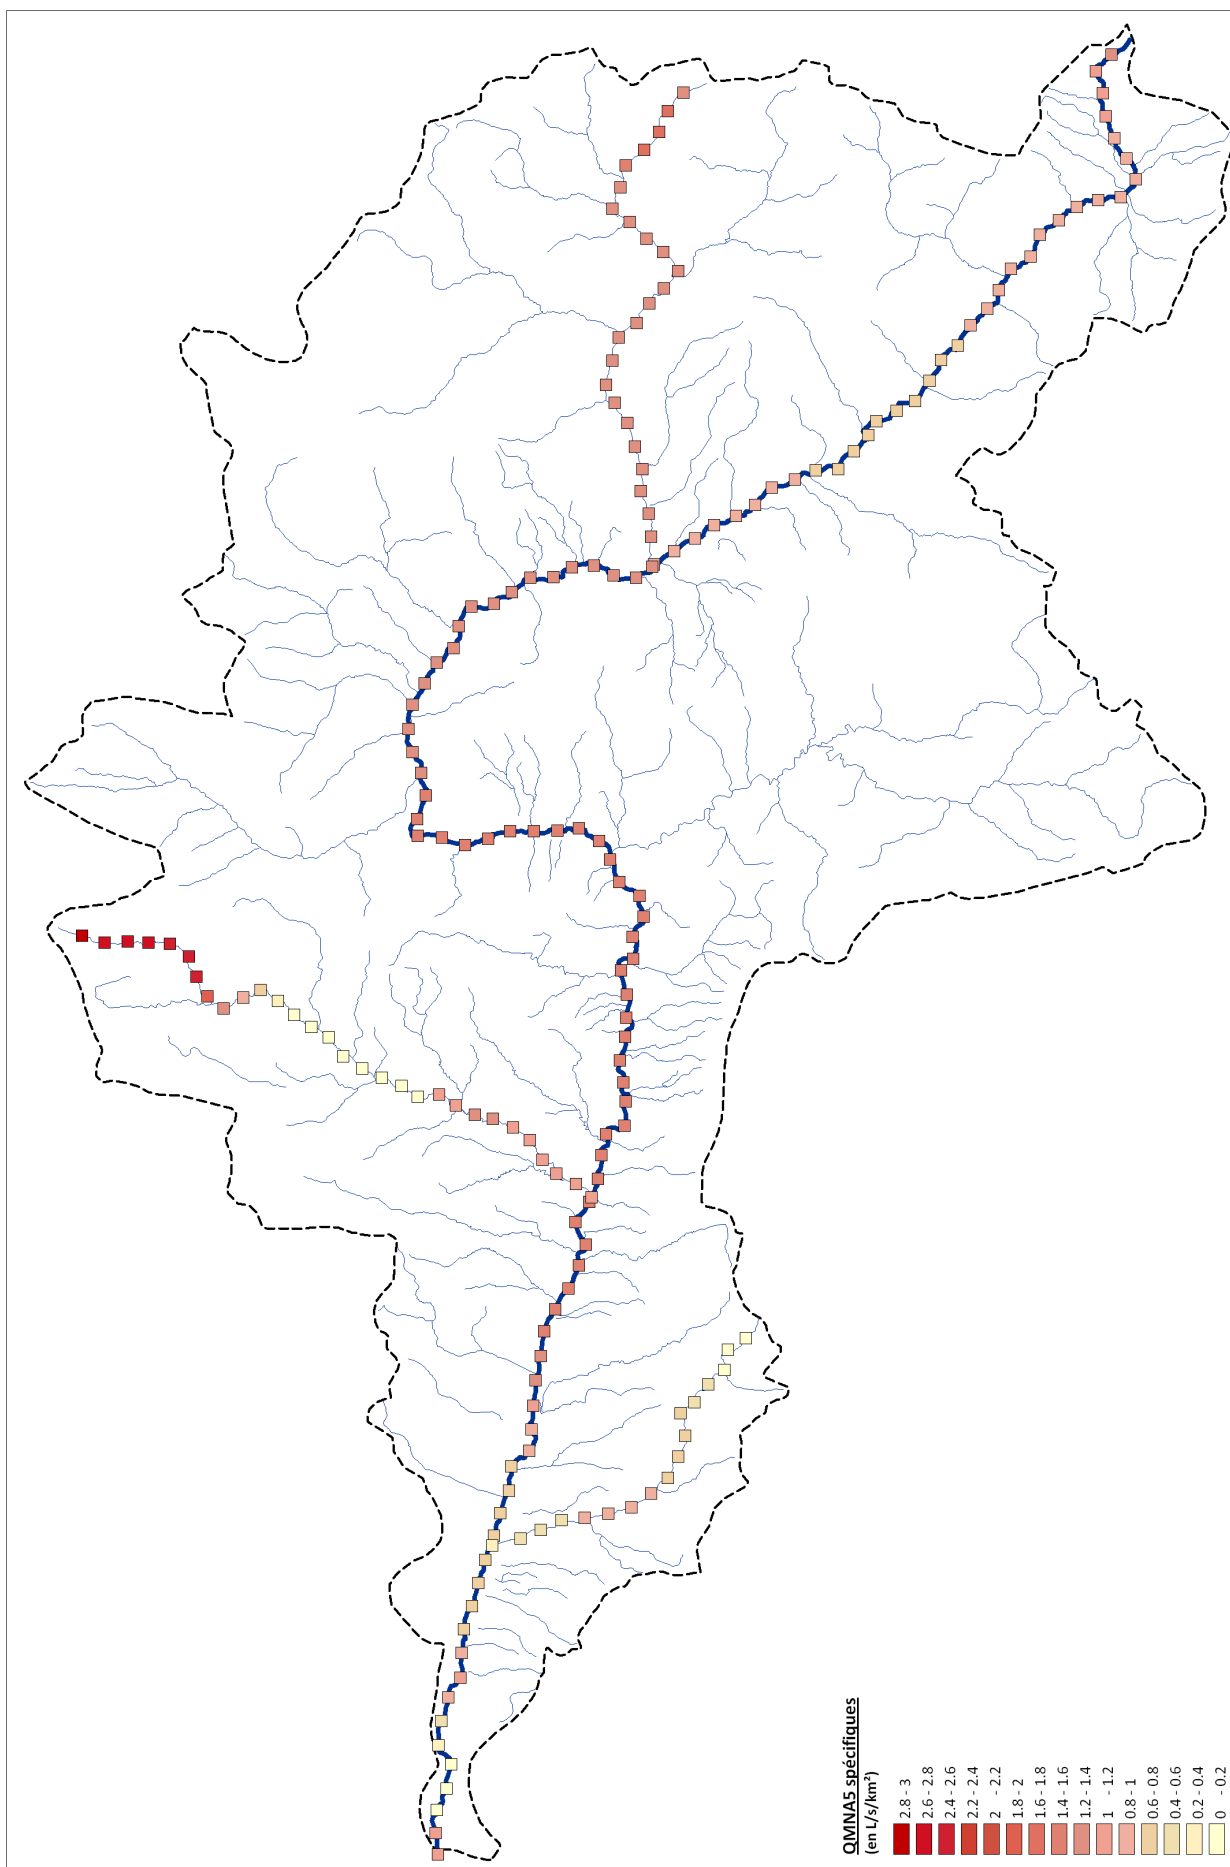 QMNA5 spécifiques
(en L/s/km²)
2.8 - 3
2.6 - 2.8
2.4 - 2.6
2.2 - 2.4
2 - 2.2
1.8 - 2
1.6 - 1.8
1.4 - 1.6
1.2 - 1.4
1 - 1.2
0.8 - 1
0.6 - 0.8
0.4 - 0.6
0.2 - 0.4
0 - 0.2